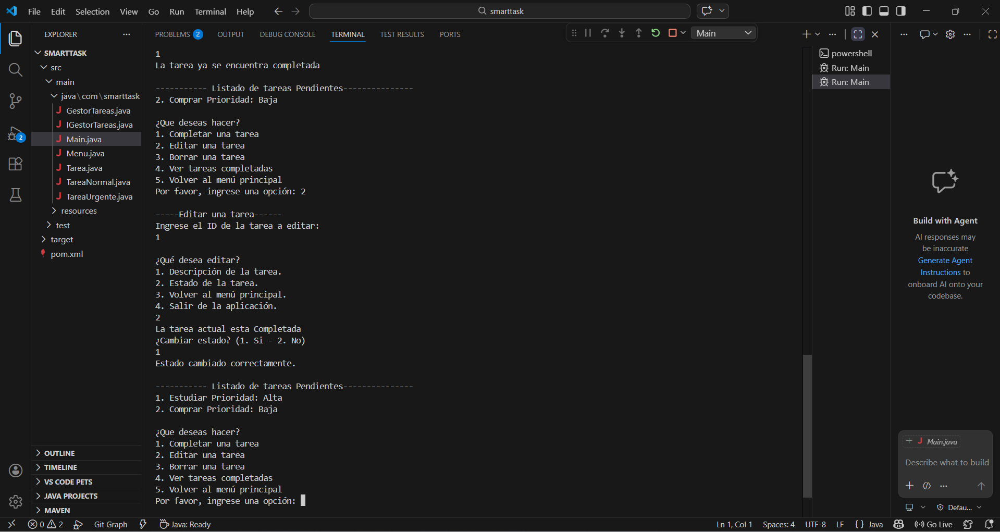 File Edit Selection View Go Run Terminal Help
smarttask
EXPLORER
SMARTTASK
src
main
java\com\smarttask
GestorTareas.java
IGestorTareas.java
Main.java
Menu.java
Tarea.java
TareaNormal.java
TareaUrgente.java
resources
test
target
pom.xml
OUTLINE
TIMELINE
VS CODE PETS
JAVA PROJECTS
MAVEN
2
PROBLEMS 2 OUTPUT DEBUG CONSOLE TERMINAL TEST RESULTS PORTS
Main
1
La tarea ya se encuentra completada
----------- Listado de tareas Pendientes---------------
2. Comprar Prioridad: Baja
¿Que deseas hacer?
1. Completar una tarea
2. Editar una tarea
3. Borrar una tarea
4. Ver tareas completadas
5. Volver al menú principal
Por favor, ingrese una opción: 2
-----Editar una tarea------
Ingrese el ID de la tarea a editar:
1
¿Qué desea editar?
1. Descripción de la tarea.
2. Estado de la tarea.
3. Volver al menú principal.
4. Salir de la aplicación.
2
La tarea actual esta Completada
¿Cambiar estado? (1. Si - 2. No)
1
Estado cambiado correctamente.
----------- Listado de tareas Pendientes---------------
1. Estudiar Prioridad: Alta
2. Comprar Prioridad: Baja
¿Que deseas hacer?
1. Completar una tarea
2. Editar una tarea
3. Borrar una tarea
4. Ver tareas completadas
5. Volver al menú principal
Por favor, ingrese una opción:
powershell
Run: Main
Run: Main
Build with Agent
AI responses may
be inaccurate
Generate Agent
Instructions to
onboard AI onto your
codebase.
Main.java
Describe what to build
Defau...
0 2 Git Graph Java: Ready
Ln 1, Col 1 Spaces: 4 UTF-8 LF {} Java Go Live